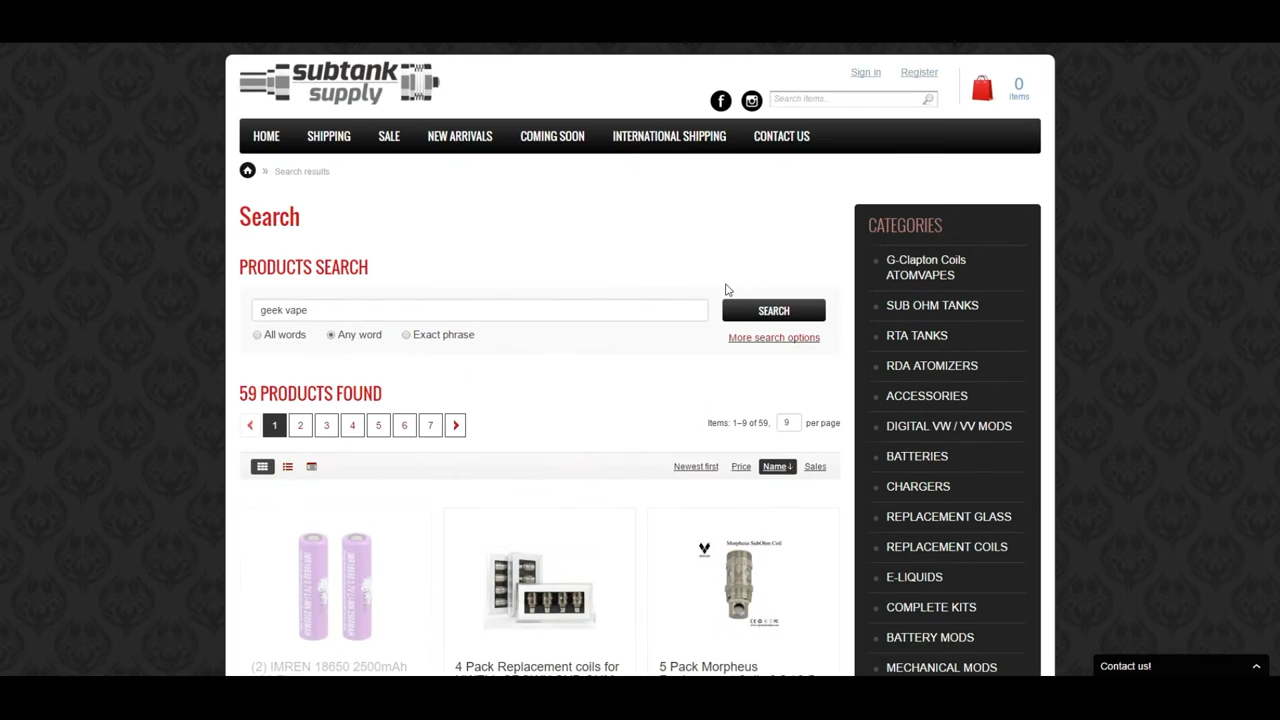 subtank
supply
Sign in
Register
0
items
Search items...
HOME
SHIPPING
SALE
NEW ARRIVALS
COMING SOON
INTERNATIONAL SHIPPING
CONTACT US
» Search results
Search
PRODUCTS SEARCH
geek vape
SEARCH
All words
Any word
Exact phrase
More search options
59 PRODUCTS FOUND
1 2 3 4 5 6 7
Items: 1–9 of 59, 9 per page
Newest first
Price
Name↓
Sales
(2) IMREN 18650 2500mAh
4 Pack Replacement coils for
Morpheus SubOhm Coil
5 Pack Morpheus
CATEGORIES
G-Clapton Coils
ATOMVAPES
SUB OHM TANKS
RTA TANKS
RDA ATOMIZERS
ACCESSORIES
DIGITAL VW / VV MODS
BATTERIES
CHARGERS
REPLACEMENT GLASS
REPLACEMENT COILS
E-LIQUIDS
COMPLETE KITS
BATTERY MODS
MECHANICAL MODS
Contact us!